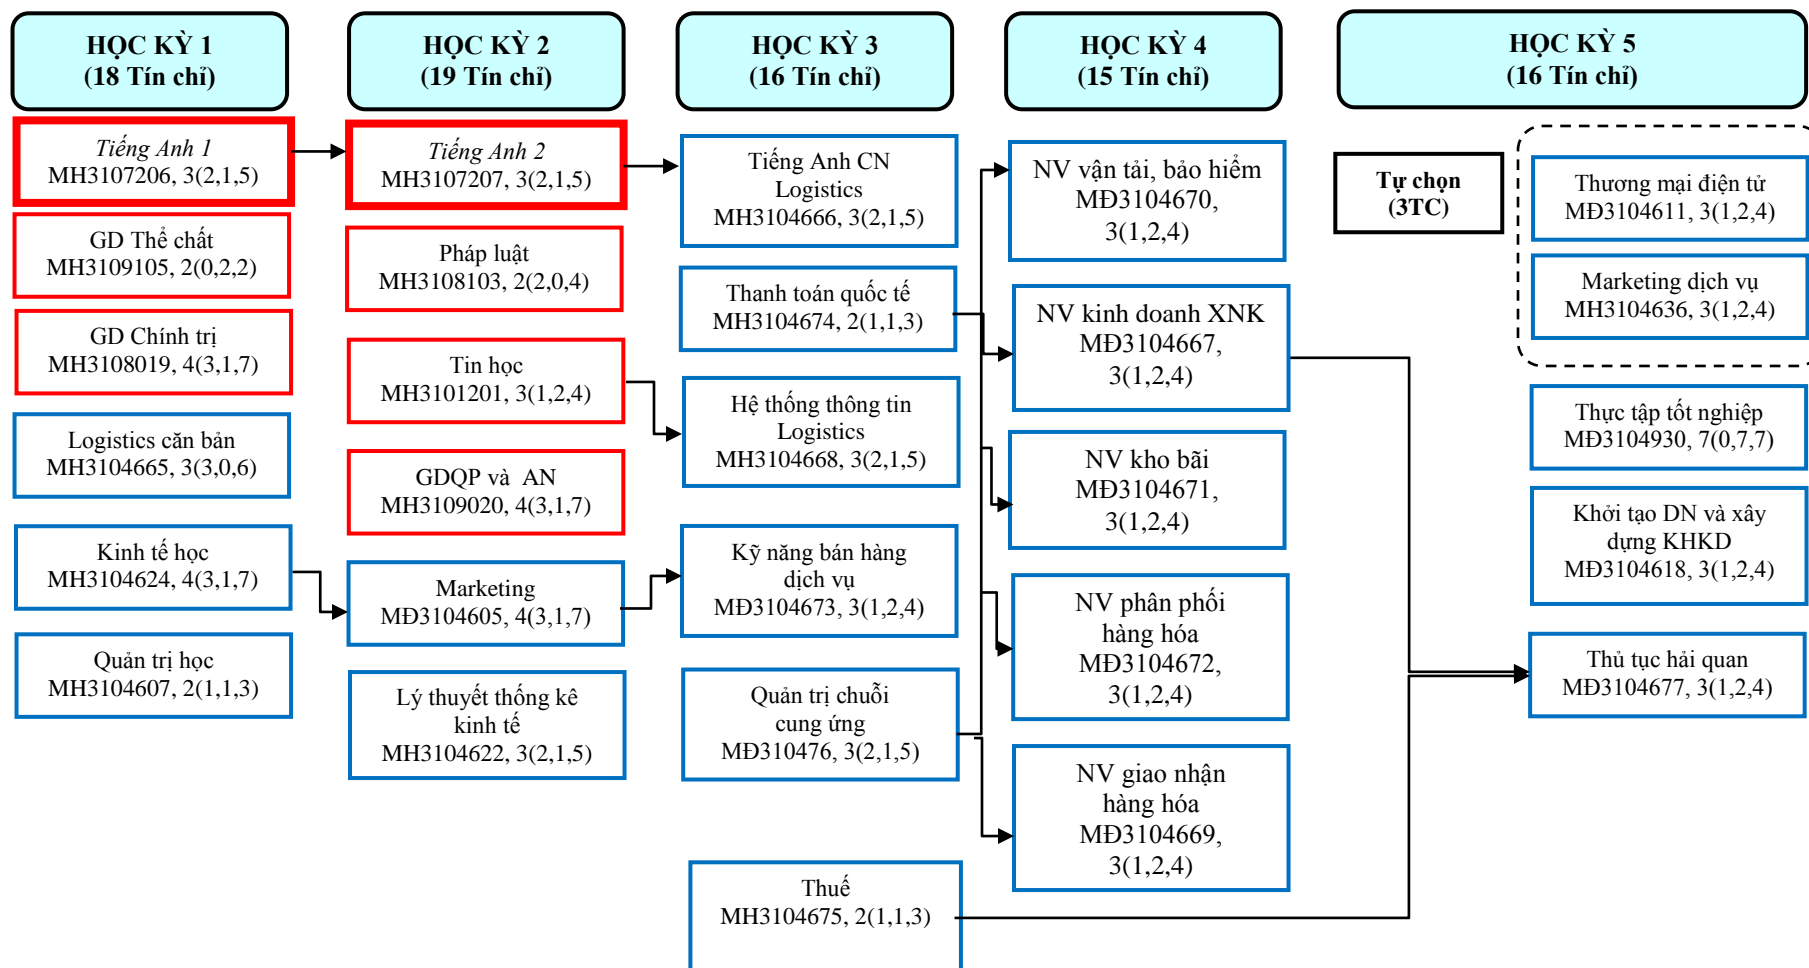 HỌC KỲ 1
(18 Tín chỉ)
HỌC KỲ 2
(19 Tín chỉ)
HỌC KỲ 3
(16 Tín chỉ)
HỌC KỲ 4
(15 Tín chỉ)
HỌC KỲ 5
(16 Tín chỉ)
Tiếng Anh 1
MH3107206, 3(2,1,5)
GD Thể chất
MH3109105, 2(0,2,2)
GD Chính trị
MH3108019, 4(3,1,7)
Logistics căn bản
MH3104665, 3(3,0,6)
Kinh tế học
MH3104624, 4(3,1,7)
Quản trị học
MH3104607, 2(1,1,3)
Tiếng Anh 2
MH3107207, 3(2,1,5)
Pháp luật
MH3108103, 2(2,0,4)
Tin học
MH3101201, 3(1,2,4)
GDQP và AN
MH3109020, 4(3,1,7)
Marketing
MĐ3104605, 4(3,1,7)
Lý thuyết thống kê
kinh tế
MH3104622, 3(2,1,5)
Tiếng Anh CN
Logistics
MH3104666, 3(2,1,5)
Thanh toán quốc tế
MH3104674, 2(1,1,3)
Hệ thống thông tin
Logistics
MH3104668, 3(2,1,5)
Kỹ năng bán hàng
dịch vụ
MĐ3104673, 3(1,2,4)
Quản trị chuỗi
cung ứng
MĐ310476, 3(2,1,5)
Thuế
MH3104675, 2(1,1,3)
NV vận tải, bảo hiểm
MĐ3104670,
3(1,2,4)
NV kinh doanh XNK
MĐ3104667,
3(1,2,4)
NV kho bãi
MĐ3104671,
3(1,2,4)
NV phân phối
hàng hóa
MĐ3104672,
3(1,2,4)
NV giao nhận
hàng hóa
MĐ3104669,
3(1,2,4)
Tự chọn
(3TC)
Thương mại điện tử
MĐ3104611, 3(1,2,4)
Marketing dịch vụ
MH3104636, 3(1,2,4)
Thực tập tốt nghiệp
MĐ3104930, 7(0,7,7)
Khởi tạo DN và xây
dựng KHKD
MĐ3104618, 3(1,2,4)
Thủ tục hải quan
MĐ3104677, 3(1,2,4)